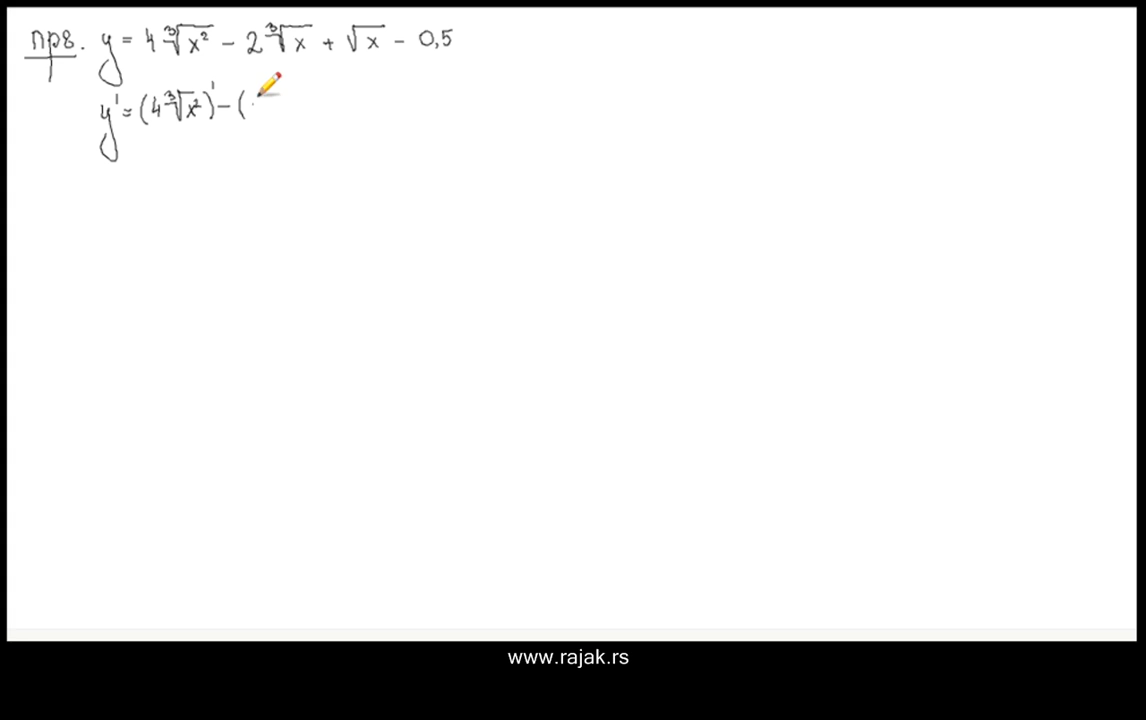 пр8. y = 4∛x² - 2∛x + √x - 0,5
y' = (4∛x²)' - (
www.rajak.rs